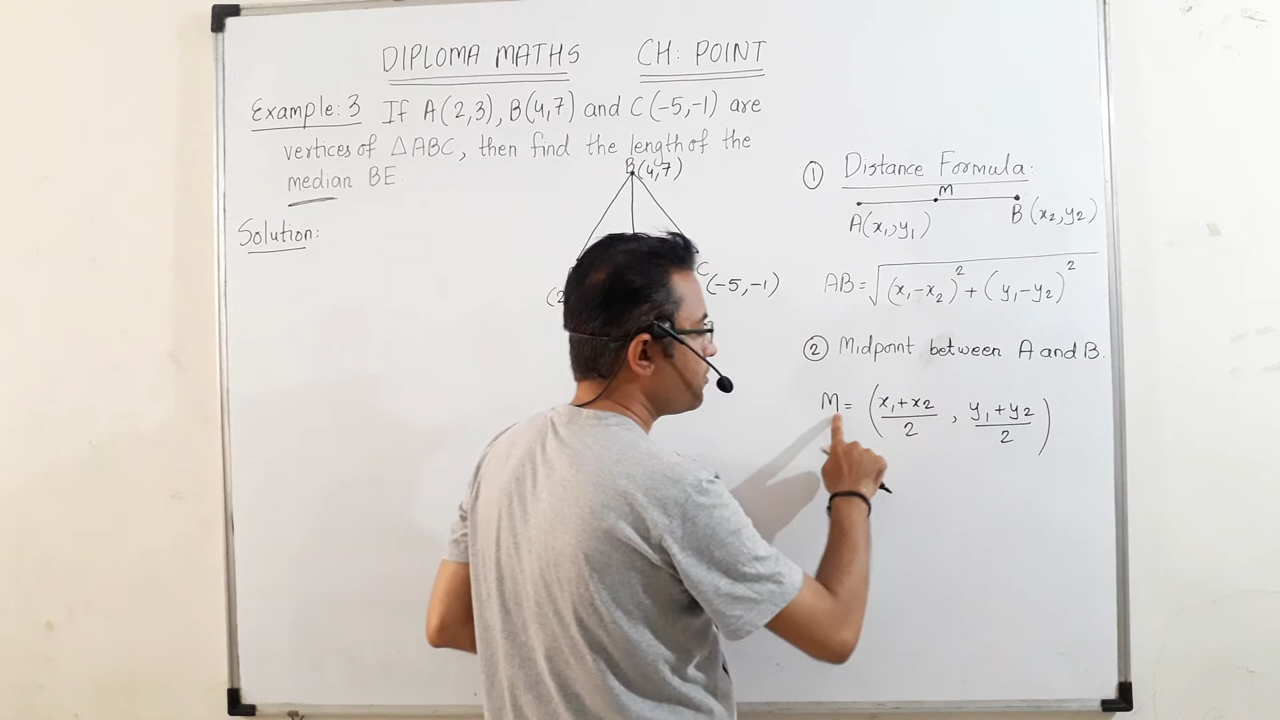 DIPLOMA MATHS CH: POINT
Example: 3 If A(2,3), B(4,7) and C(-5,-1) are
vertices of △ABC, then find the length of the
median BE.
Solution:
B(4,7)
C
(-5,-1)
(2
① Distance Formula:
M
A(x₁,y₁) B(x₂,y₂)
AB=√((x₁-x₂)²+(y₁-y₂)²)
② Midpoint between A and B.
M= (x₁+x₂/2 , y₁+y₂/2)